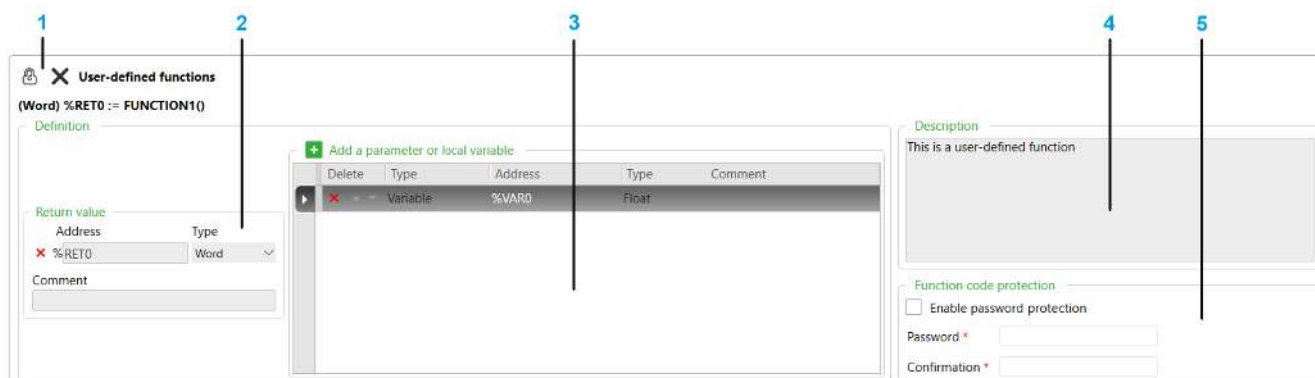 1 2 3 4 5
User-defined functions
(Word) %RET0 := FUNCTION1()
Definition
Add a parameter or local variable
Delete Type Address Type Comment
Variable %VAR0 Float
Return value
Address Type
% RET0 Word
Comment
Description
This is a user-defined function
Function code protection
Enable password protection
Password *
Confirmation *